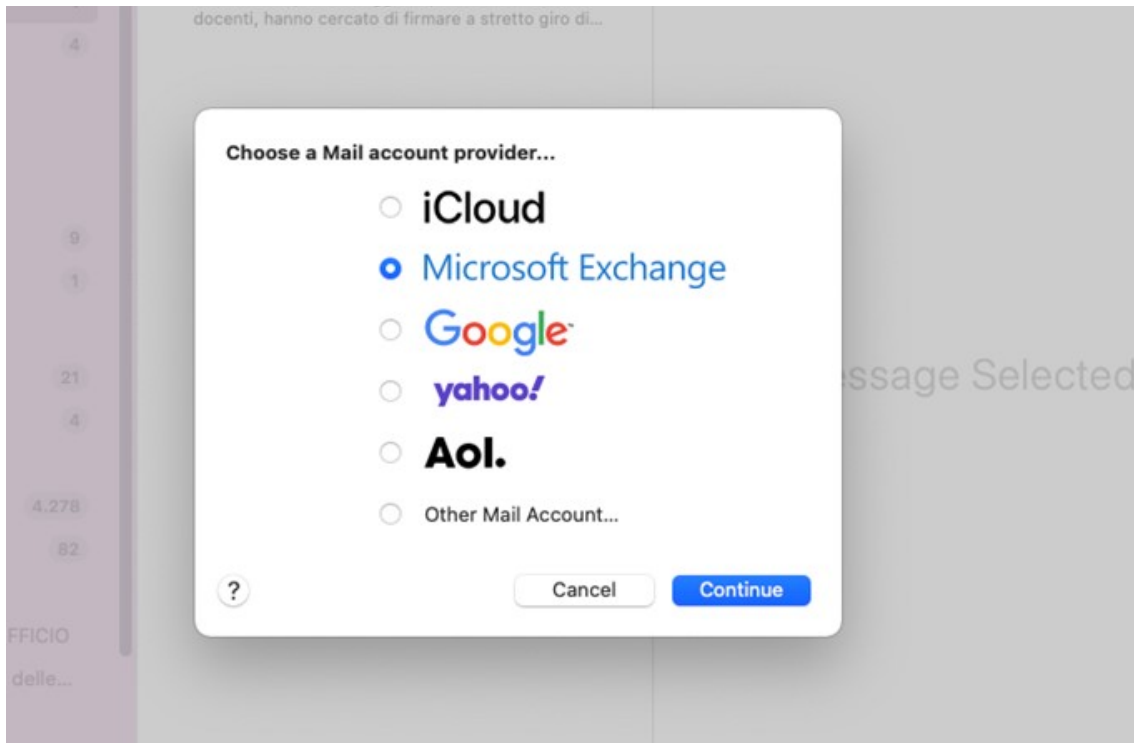 docenti, hanno cercato di firmare a stretto giro di...
4
Choose a Mail account provider...
iCloud
9
Microsoft Exchange
1
Google
21
yahoo!
ssage Selected
4
Aol.
4.278
Other Mail Account...
82
?
Cancel
Continue
FFICIO
delle...